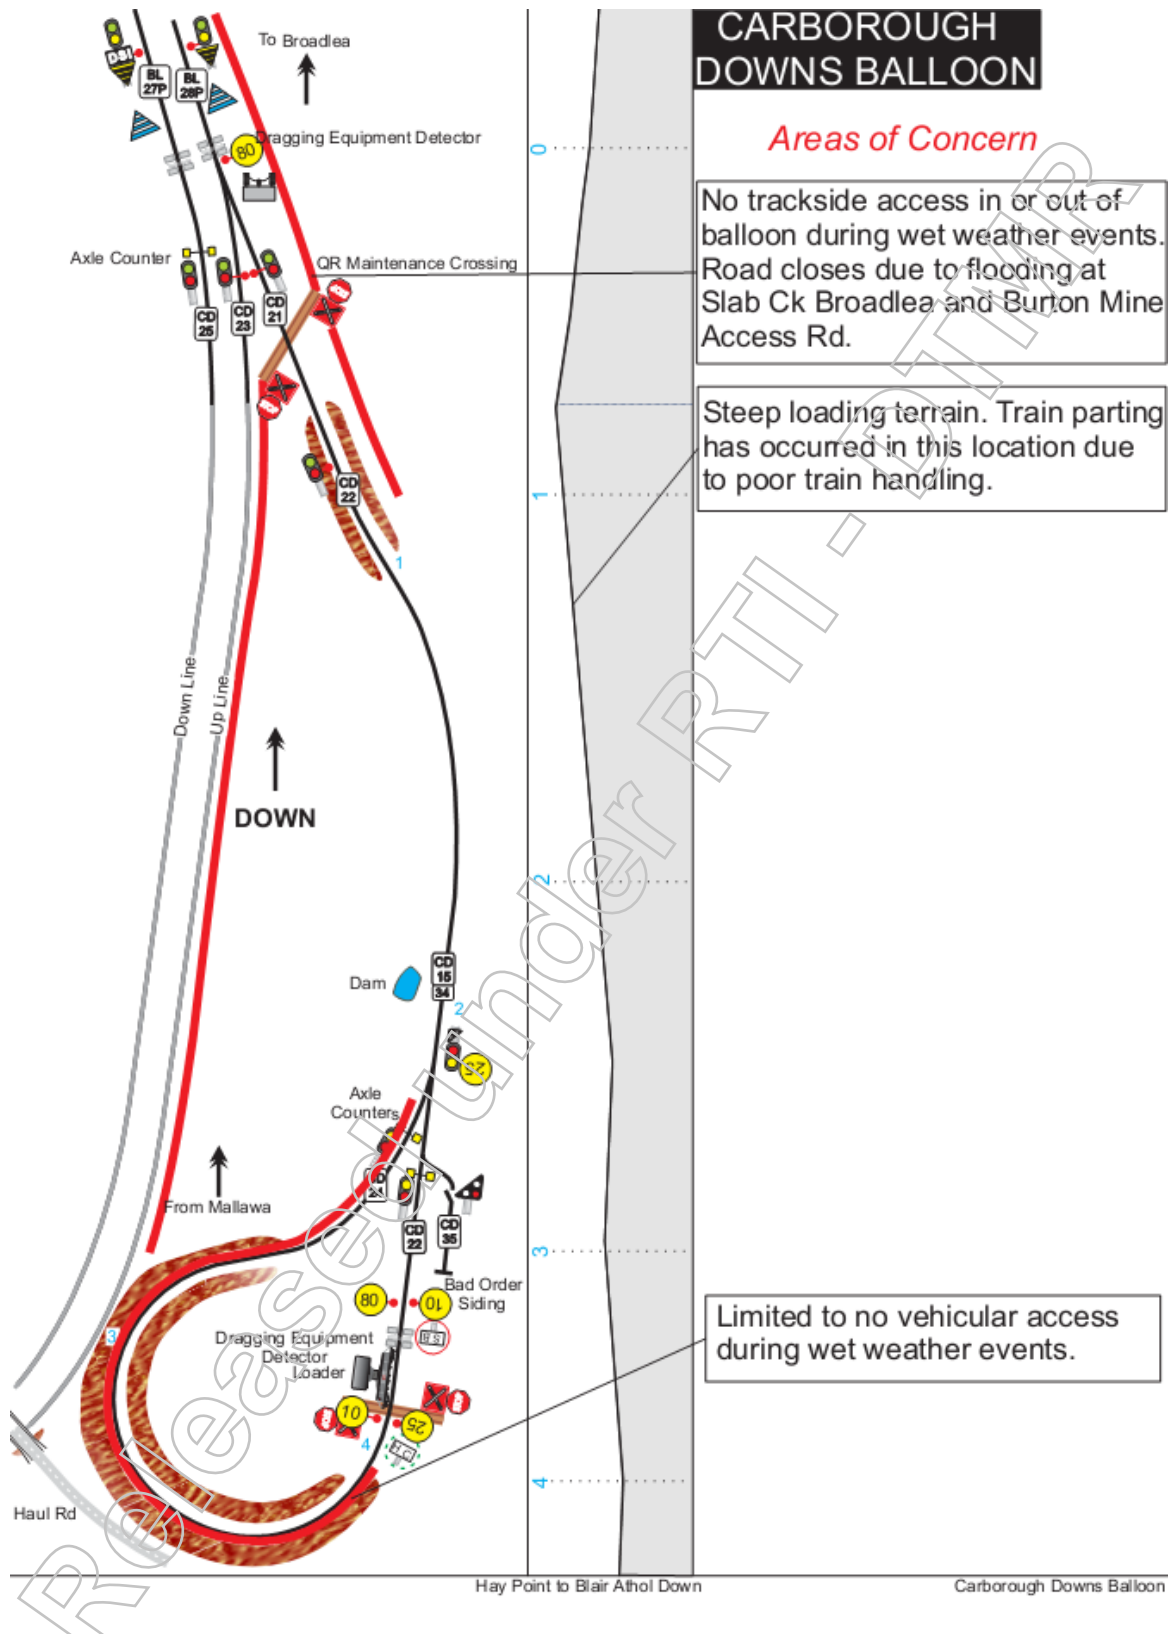 CARBOROUGH
DOWNS BALLOON
Areas of Concern
To Broadlea
DSI
BL
27P
BL
28P
80
Dragging Equipment Detector
0
No trackside access in or out of
balloon during wet weather events.
Road closes due to flooding at
Slab Ck Broadlea and Burton Mine
Access Rd.
Axle Counter
QR Maintenance Crossing
CD
25
CD
23
CD
21
Steep loading terrain. Train parting
has occurred in this location due
to poor train handling.
CD
22
1
1
Down Line
Up Line
DOWN
2
Dam
CD
15
34
2
25
Axle
Counters
From Mallawa
CD
22
CD
35
3
Bad Order
Siding
08
10
3
Dragging Equipment
Detector
Loader
Limited to no vehicular access
during wet weather events.
10
25
4
4
Haul Rd
Hay Point to Blair Athol Down
Carborough Downs Balloon
Released under RTI - DTMR